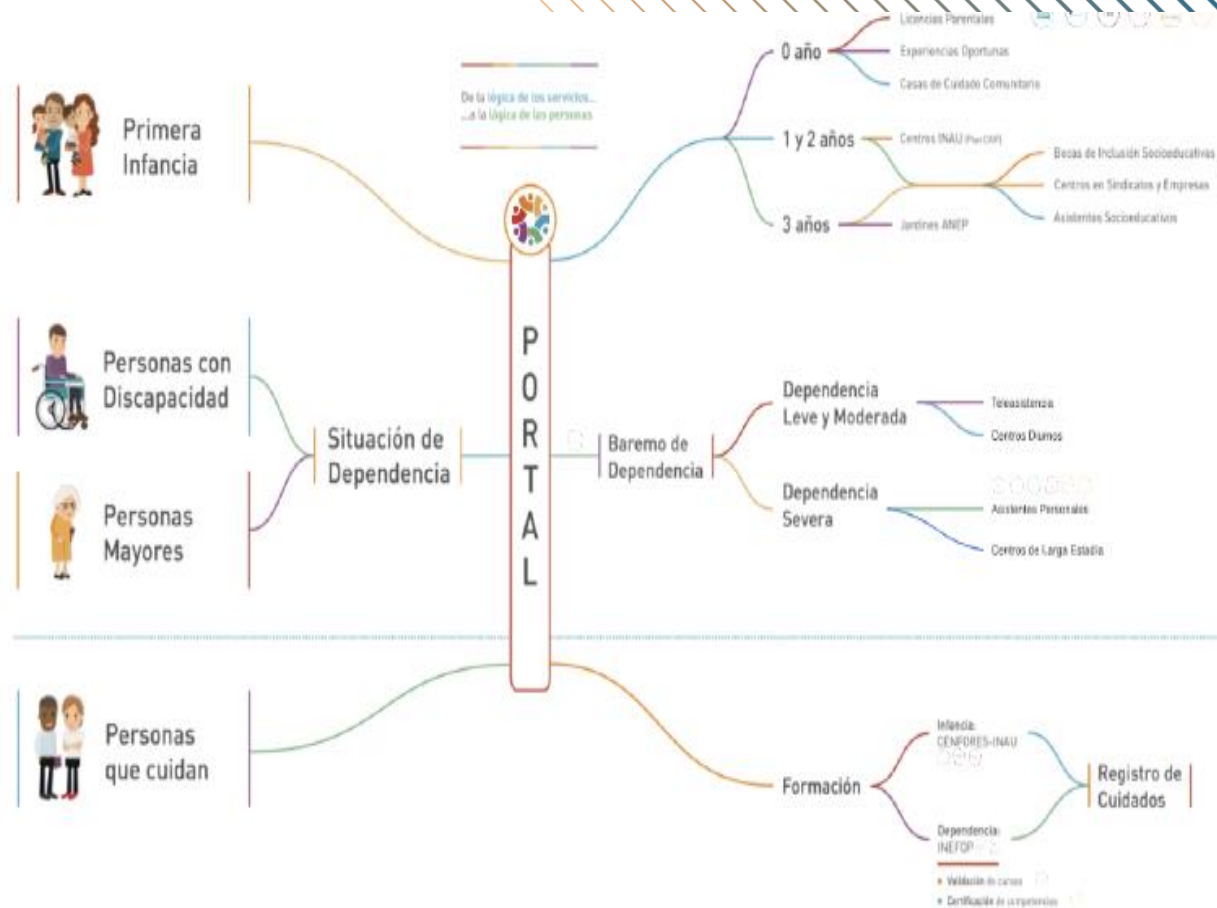 De la lógica de los servicios...
...a la lógica de las personas
Primera
Infancia
Personas con
Discapacidad
Personas
Mayores
Situación de
Dependencia
Personas
que cuidan
PORTAL
0 año
Licencias Parentales
Experiencias Oportunas
Casas de Cuidado Comunitario
1 y 2 años
Centros INAU (Plan CAIF)
3 años
Jardines ANEP
Becas de Inclusión Socioeducativas
Centros en Sindicatos y Empresas
Asistentes Socioeducativos
Baremo de
Dependencia
Dependencia
Leve y Moderada
Teleasistencia
Centros Diurnos
Dependencia
Severa
Asistentes Personales
Centros de Larga Estadía
Formación
Infancia:
CENFORES-INAU
Dependencia:
INEFOP
Validación de cursos
Certificación de competencias
Registro de
Cuidados